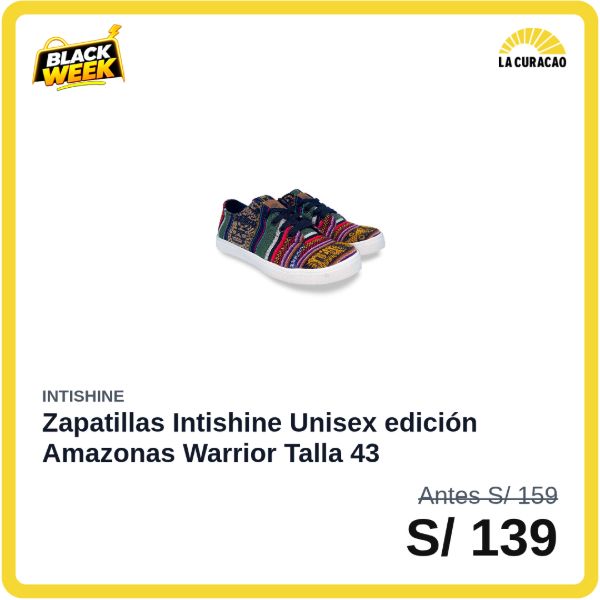 BLACK
WEEK
LA CURACAO
INTISHINE
Zapatillas Intishine Unisex edición
Amazonas Warrior Talla 43
Antes S/ 159
S/ 139